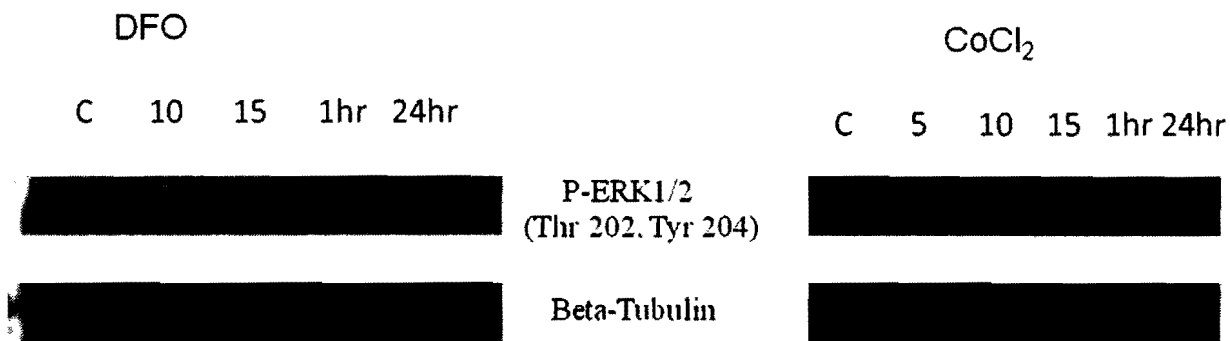 DFO
C 10 15 1hr 24hr
P-ERK1/2
(Thr 202. Tyr 204)
Beta-Tubulin
CoCl₂
C 5 10 15 1hr 24hr